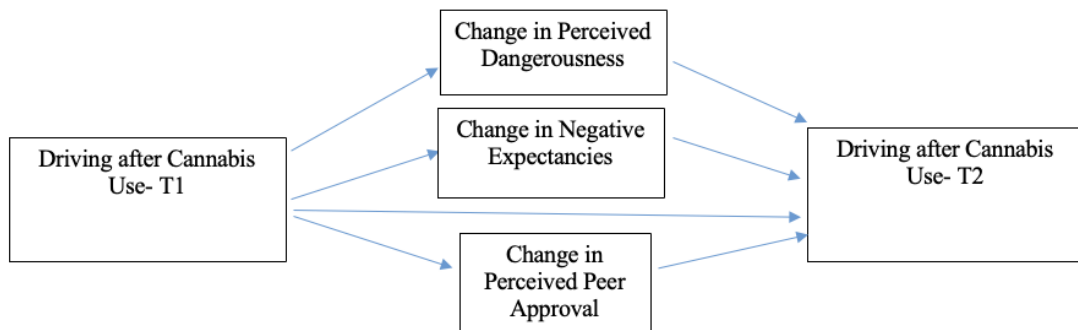 Change in Perceived
Dangerousness
Change in Negative
Expectancies
Driving after Cannabis
Use- T1
Driving after Cannabis
Use- T2
Change in
Perceived Peer
Approval